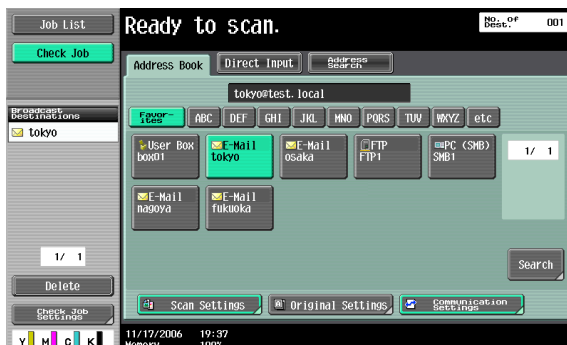 Job List
Check Job
Ready to scan.
No. of
Dest.
001
Address Book
Direct Input
Address
Search
tokyo@test.local
Broadcast
Destinations
tokyo
Favor-
ites
ABC
DEF
GHI
JKL
MNO
PQRS
TUV
WXYZ
etc
User Box
box01
E-Mail
tokyo
E-Mail
osaka
FTP
FTP1
PC (SMB)
SMB1
1/ 1
E-Mail
nagoya
E-Mail
fukuoka
1/ 1
Search
Delete
Check Job
Settings
Scan Settings
Original Settings
Communication
Settings
Y M C K
11/17/2006 19:37
Memory 100%